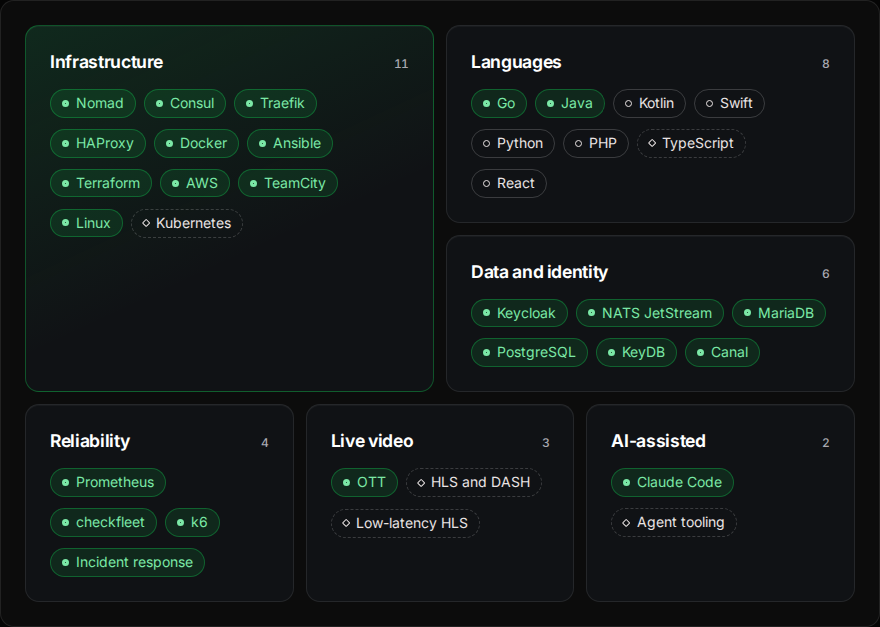 Infrastructure 11
Nomad Consul Traefik
HAProxy Docker Ansible
Terraform AWS TeamCity
Linux Kubernetes
Languages 8
Go Java Kotlin Swift
Python PHP TypeScript
React
Data and identity 6
Keycloak NATS JetStream MariaDB
PostgreSQL KeyDB Canal
Reliability 4
Prometheus
checkfleet k6
Incident response
Live video 3
OTT HLS and DASH
Low-latency HLS
AI-assisted 2
Claude Code
Agent tooling